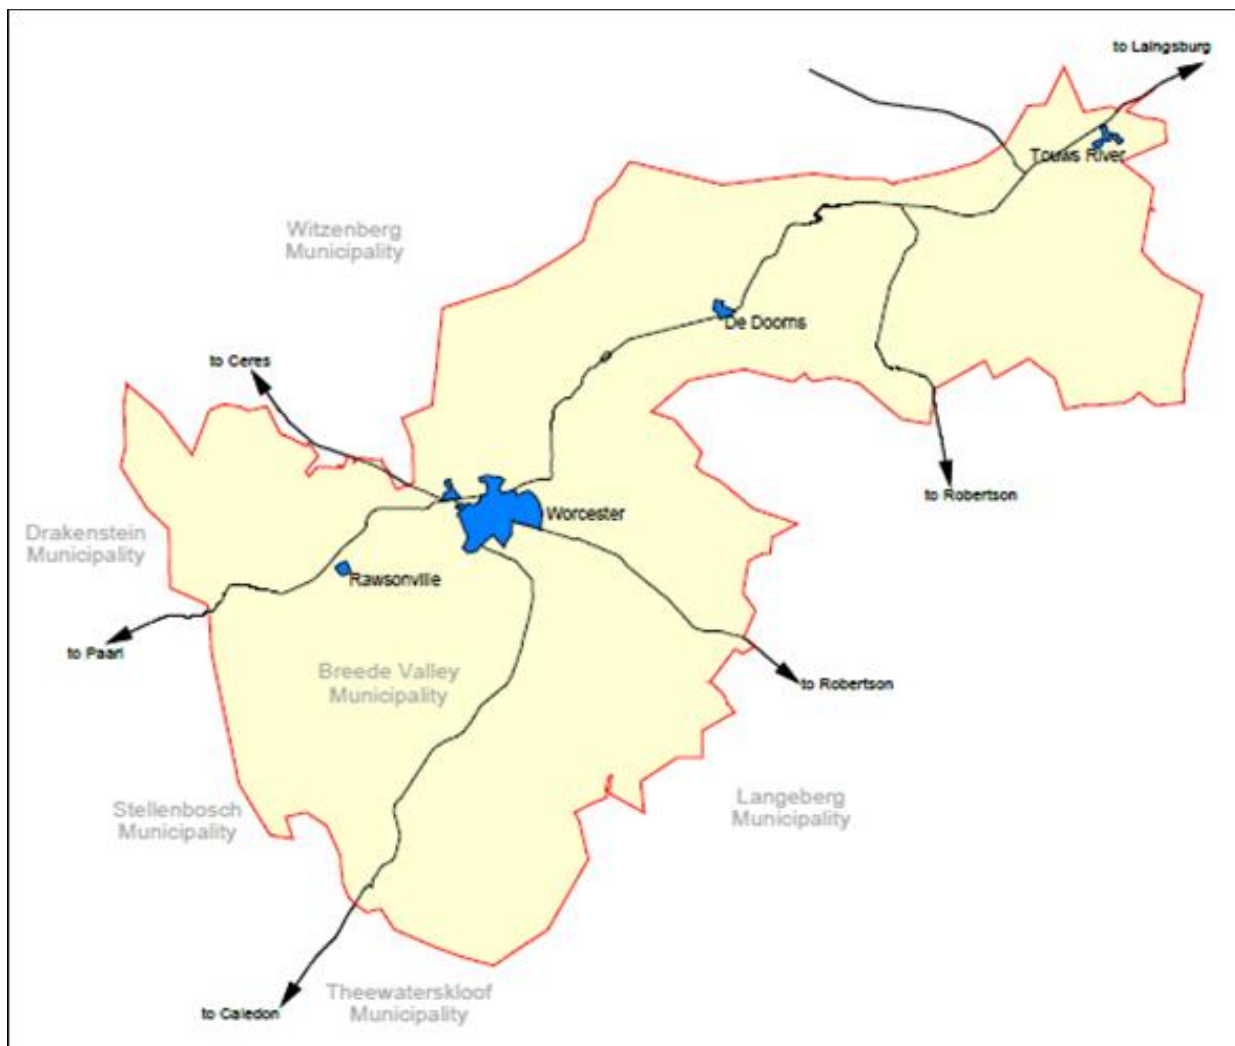 to Laingsburg
Touws River
Witzenberg
Municipality
De Doorns
to Ceres
to Robertson
Worcester
Drakenstein
Municipality
Rawsonville
to Paarl
Breede Valley
Municipality
to Robertson
Stellenbosch
Municipality
Langeberg
Municipality
Theewaterskloof
Municipality
to Caledon